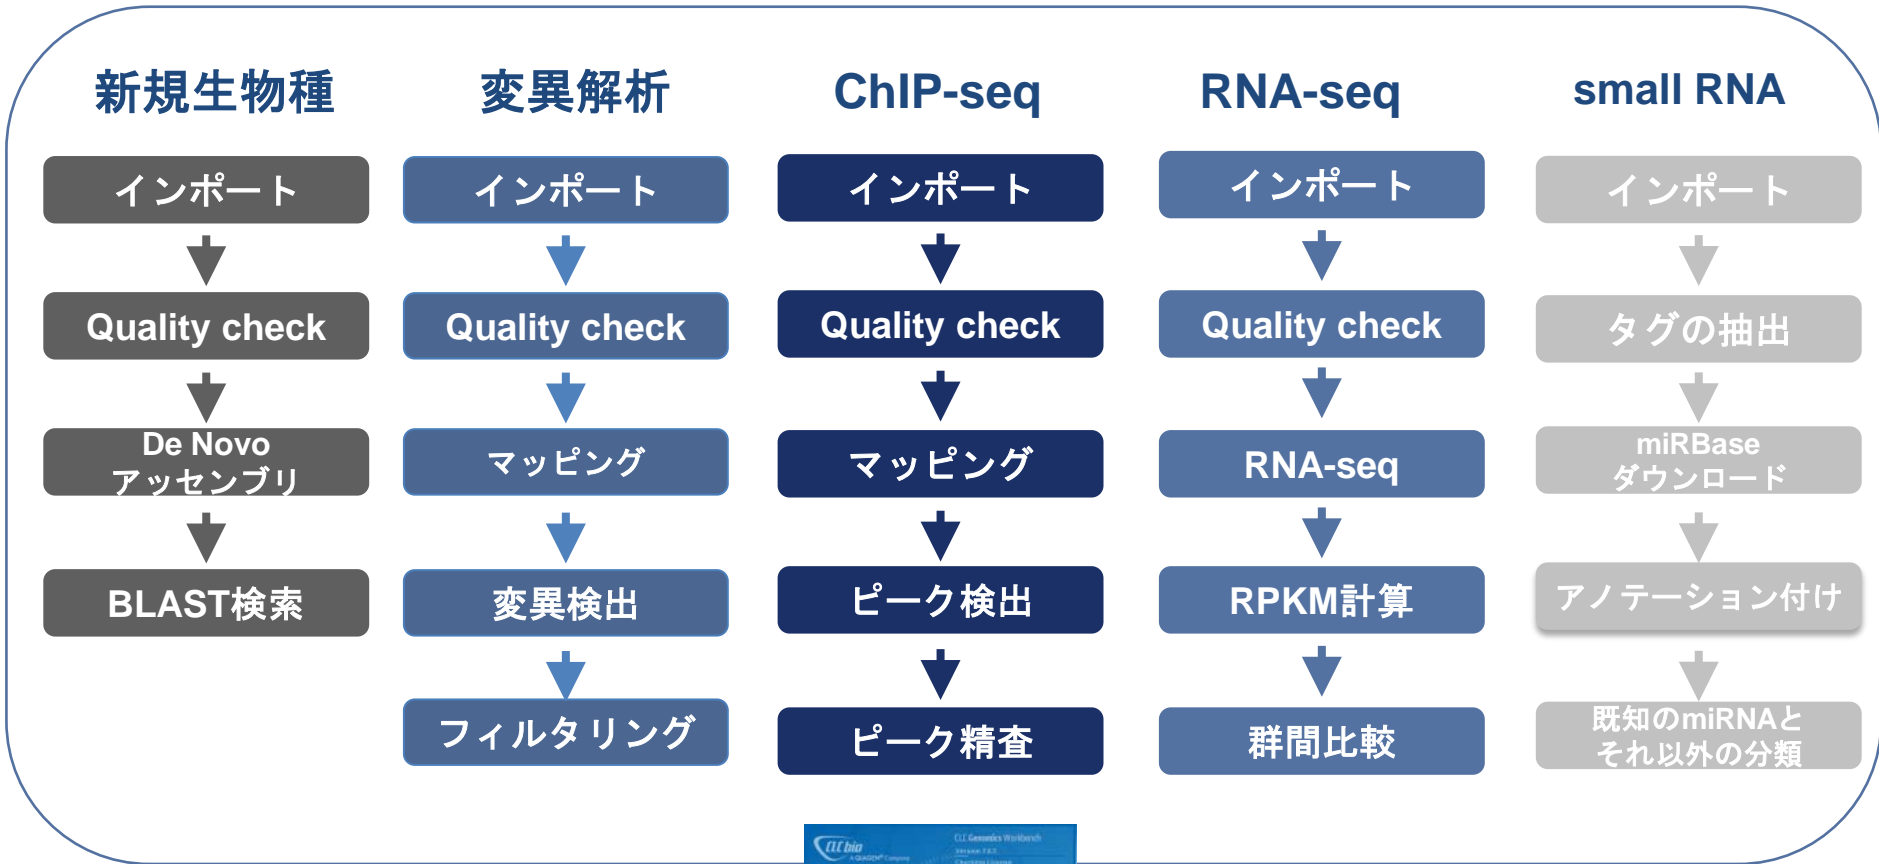 新規生物種
インポート
Quality check
De Novo
アッセンブリ
BLAST検索
変異解析
インポート
Quality check
マッピング
変異検出
フィルタリング
ChIP-seq
インポート
Quality check
マッピング
ピーク検出
ピーク精査
RNA-seq
インポート
Quality check
RNA-seq
RPKM計算
群間比較
small RNA
インポート
タグの抽出
miRBase
ダウンロード
アノテーション付け
既知のmiRNAと
それ以外の分類
CLC bio
A QIAGEN® Company
CLC Genomics Workbench